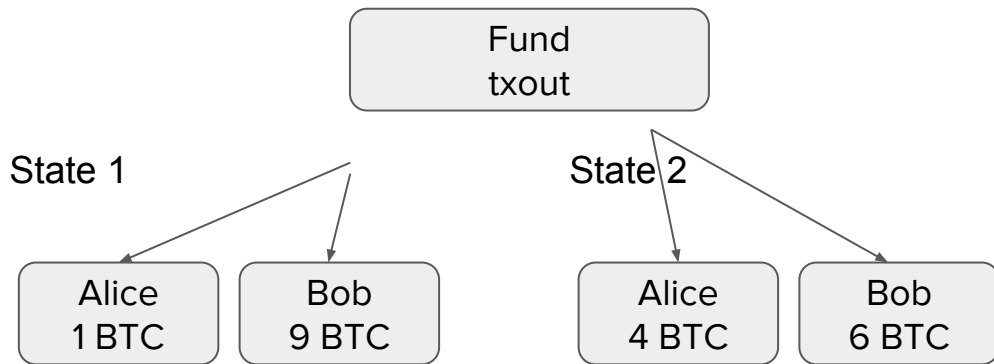 Fund
txout
State 1
State 2
Alice
1 BTC
Bob
9 BTC
Alice
4 BTC
Bob
6 BTC